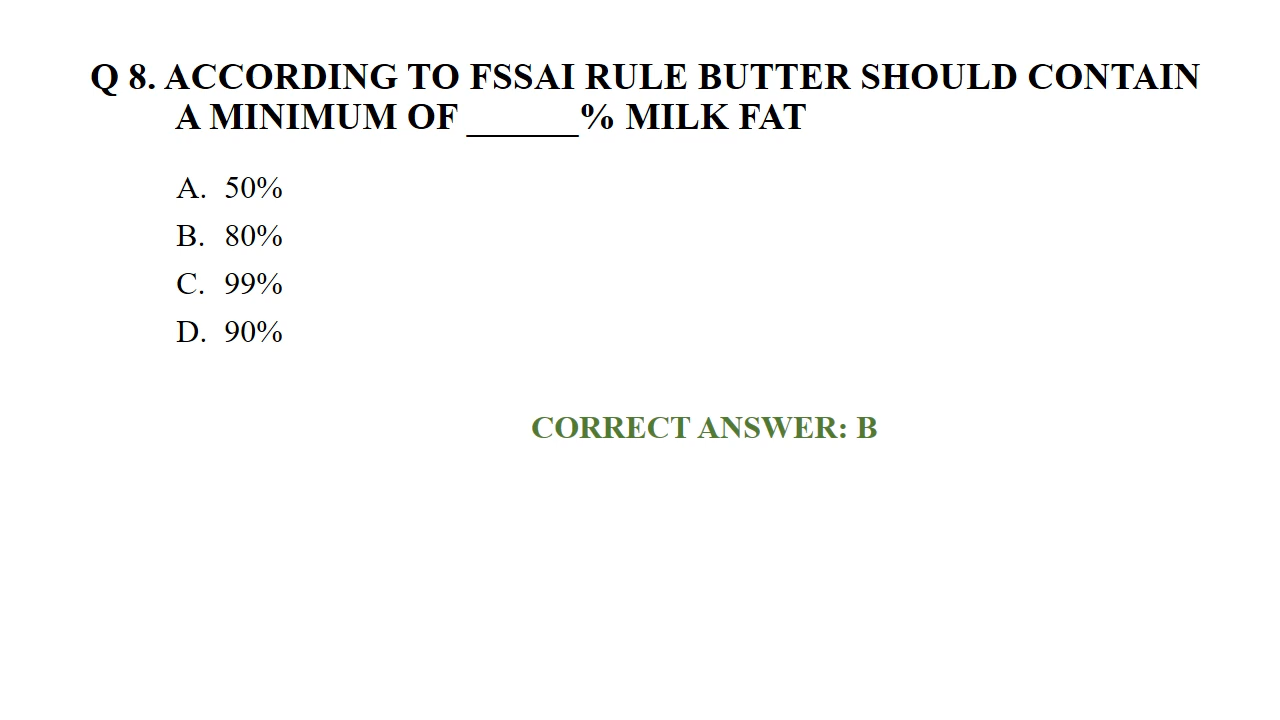 Q 8. ACCORDING TO FSSAI RULE BUTTER SHOULD CONTAIN
A MINIMUM OF ______% MILK FAT
A. 50%
B. 80%
C. 99%
D. 90%
CORRECT ANSWER: B